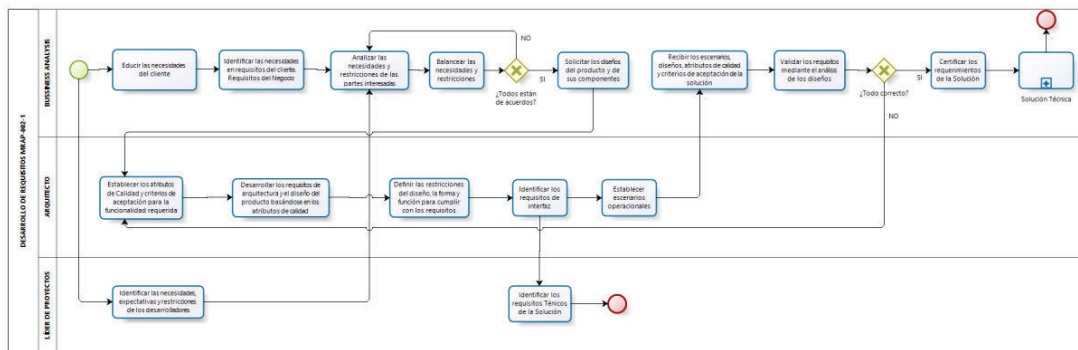 DESARROLLO DE REQUISITOS MRAP-002-1
BUSSINESS ANALYSIS
Educir las necesidades
del cliente
Identificar las necesidades
en requisitos del cliente.
Requisitos del Negocio
Analizar las
necesidades y
restricciones de las
partes interesadas
Balancear las
necesidades y
restricciones
NO
SI
¿Todos están
de acuerdos?
Solicitar los diseños
del producto y de
sus componentes
Recibir los escenarios,
diseños, atributos de calidad
y criterios de aceptación de la
solución
Validar los requisitos
mediante el análisis
de los diseños
¿Todo correcto?
SI
NO
Certificar los
requerimientos
de la Solución
Solución Técnica
ARQUITECTO
Establecer los atributos
de Calidad y criterios de
aceptación para la
funcionalidad requerida
Desarrollar los requisitos de
arquitectura y el diseño del
producto basándose en los
atributos de calidad
Definir las restricciones
del diseño, la forma y
función para cumplir
con los requisitos
Identificar los
requisitos de
interfaz
Establecer
escenarios
operacionales
LÍDER DE PROYECTOS
Identificar las necesidades,
expectativas y restricciones
de los desarrolladores
Identificar los
requisitos Ténicos
de la Solución